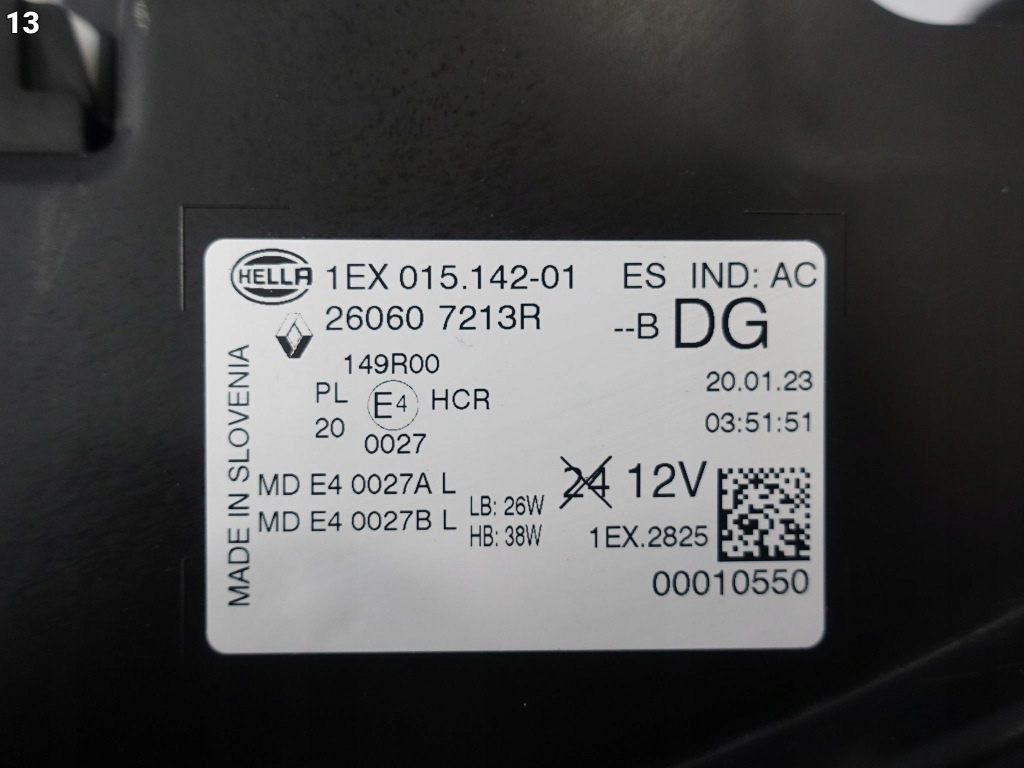 13
HELLA 1EX 015.142-01 ES IND: AC
26060 7213R --B DG
149R00
20.01.23
PL E4 HCR
20 0027
03:51:51
MADE IN SLOVENIA
24 12V
MD E4 0027A L
LB: 26W
MD E4 0027B L
HB: 38W
1EX.2825
00010550